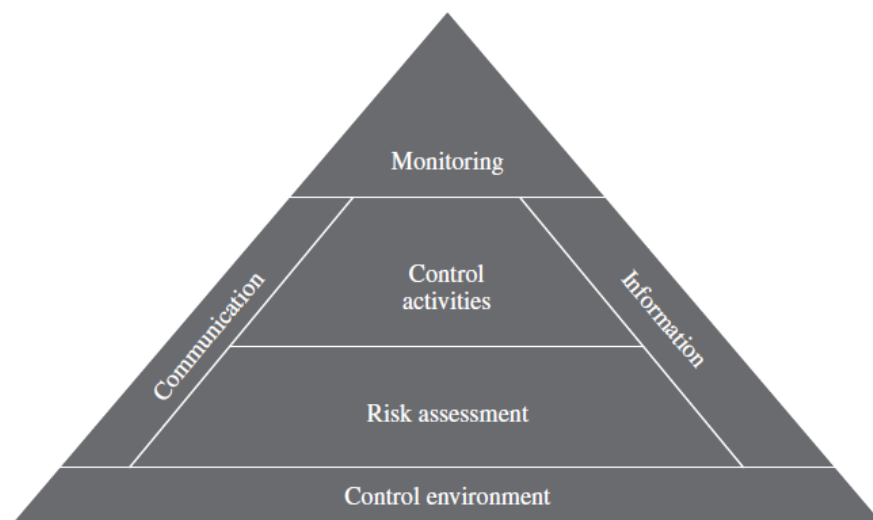 Monitoring
Control
activities
Communication
Information
Risk assessment
Control environment